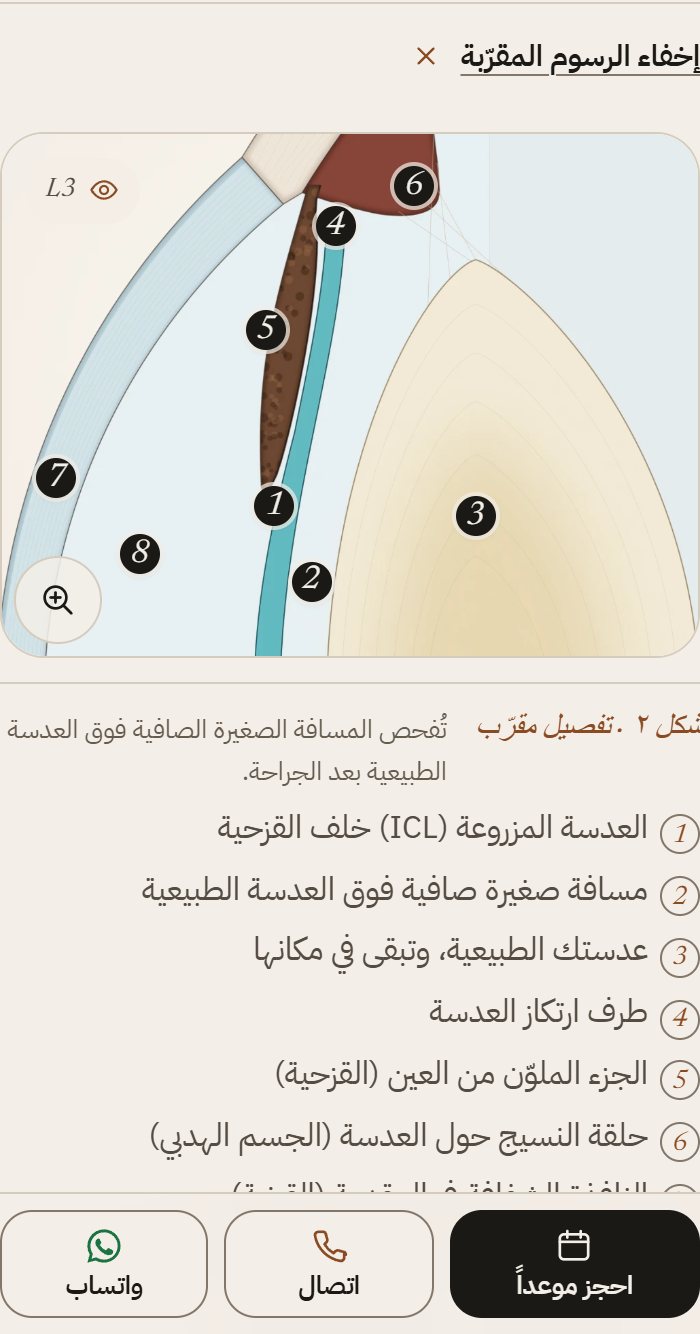 إخفاء الرسوم المقرّبة
L3
6
4
5
7
1
3
8
2
شكل ٢ . تفصيل مقرّب
تُفحص المسافة الصغيرة الصافية فوق العدسة
الطبيعية بعد الجراحة.
1 العدسة المزروعة (ICL) خلف القزحية
2 مسافة صغيرة صافية فوق العدسة الطبيعية
3 عدستك الطبيعية، وتبقى في مكانها
4 طرف ارتكاز العدسة
5 الجزء الملوّن من العين (القزحية)
6 حلقة النسيج حول العدسة (الجسم الهدبي)
احجز موعداً
اتصال
واتساب